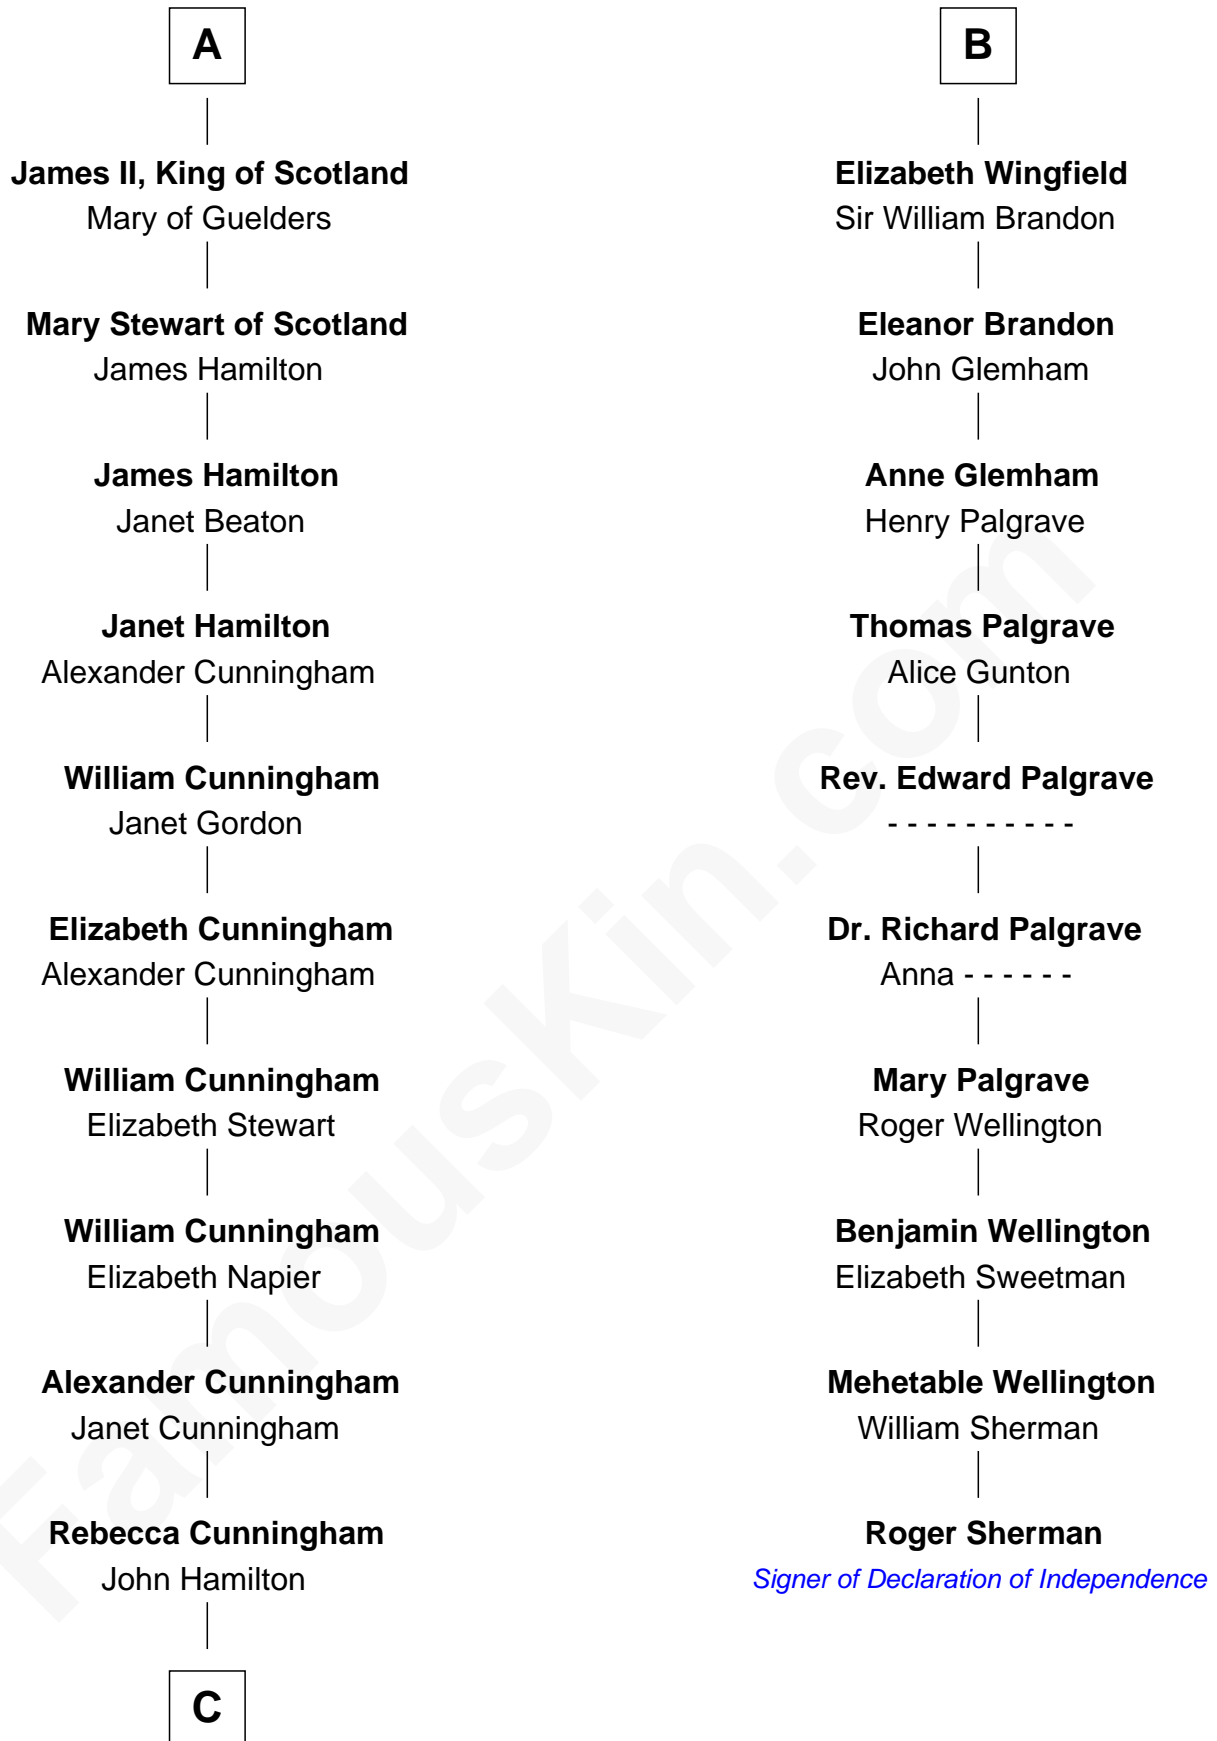 A
James II, King of Scotland
Mary of Guelders
Mary Stewart of Scotland
James Hamilton
James Hamilton
Janet Beaton
Janet Hamilton
Alexander Cunningham
William Cunningham
Janet Gordon
Elizabeth Cunningham
Alexander Cunningham
William Cunningham
Elizabeth Stewart
William Cunningham
Elizabeth Napier
Alexander Cunningham
Janet Cunningham
Rebecca Cunningham
John Hamilton
C
B
Elizabeth Wingfield
Sir William Brandon
Eleanor Brandon
John Glemham
Anne Glemham
Henry Palgrave
Thomas Palgrave
Alice Gunton
Rev. Edward Palgrave
- - - - - - - - - -
Dr. Richard Palgrave
Anna - - - - - -
Mary Palgrave
Roger Wellington
Benjamin Wellington
Elizabeth Sweetman
Mehetable Wellington
William Sherman
Roger Sherman
Signer of Declaration of Independence
FamousKin.com